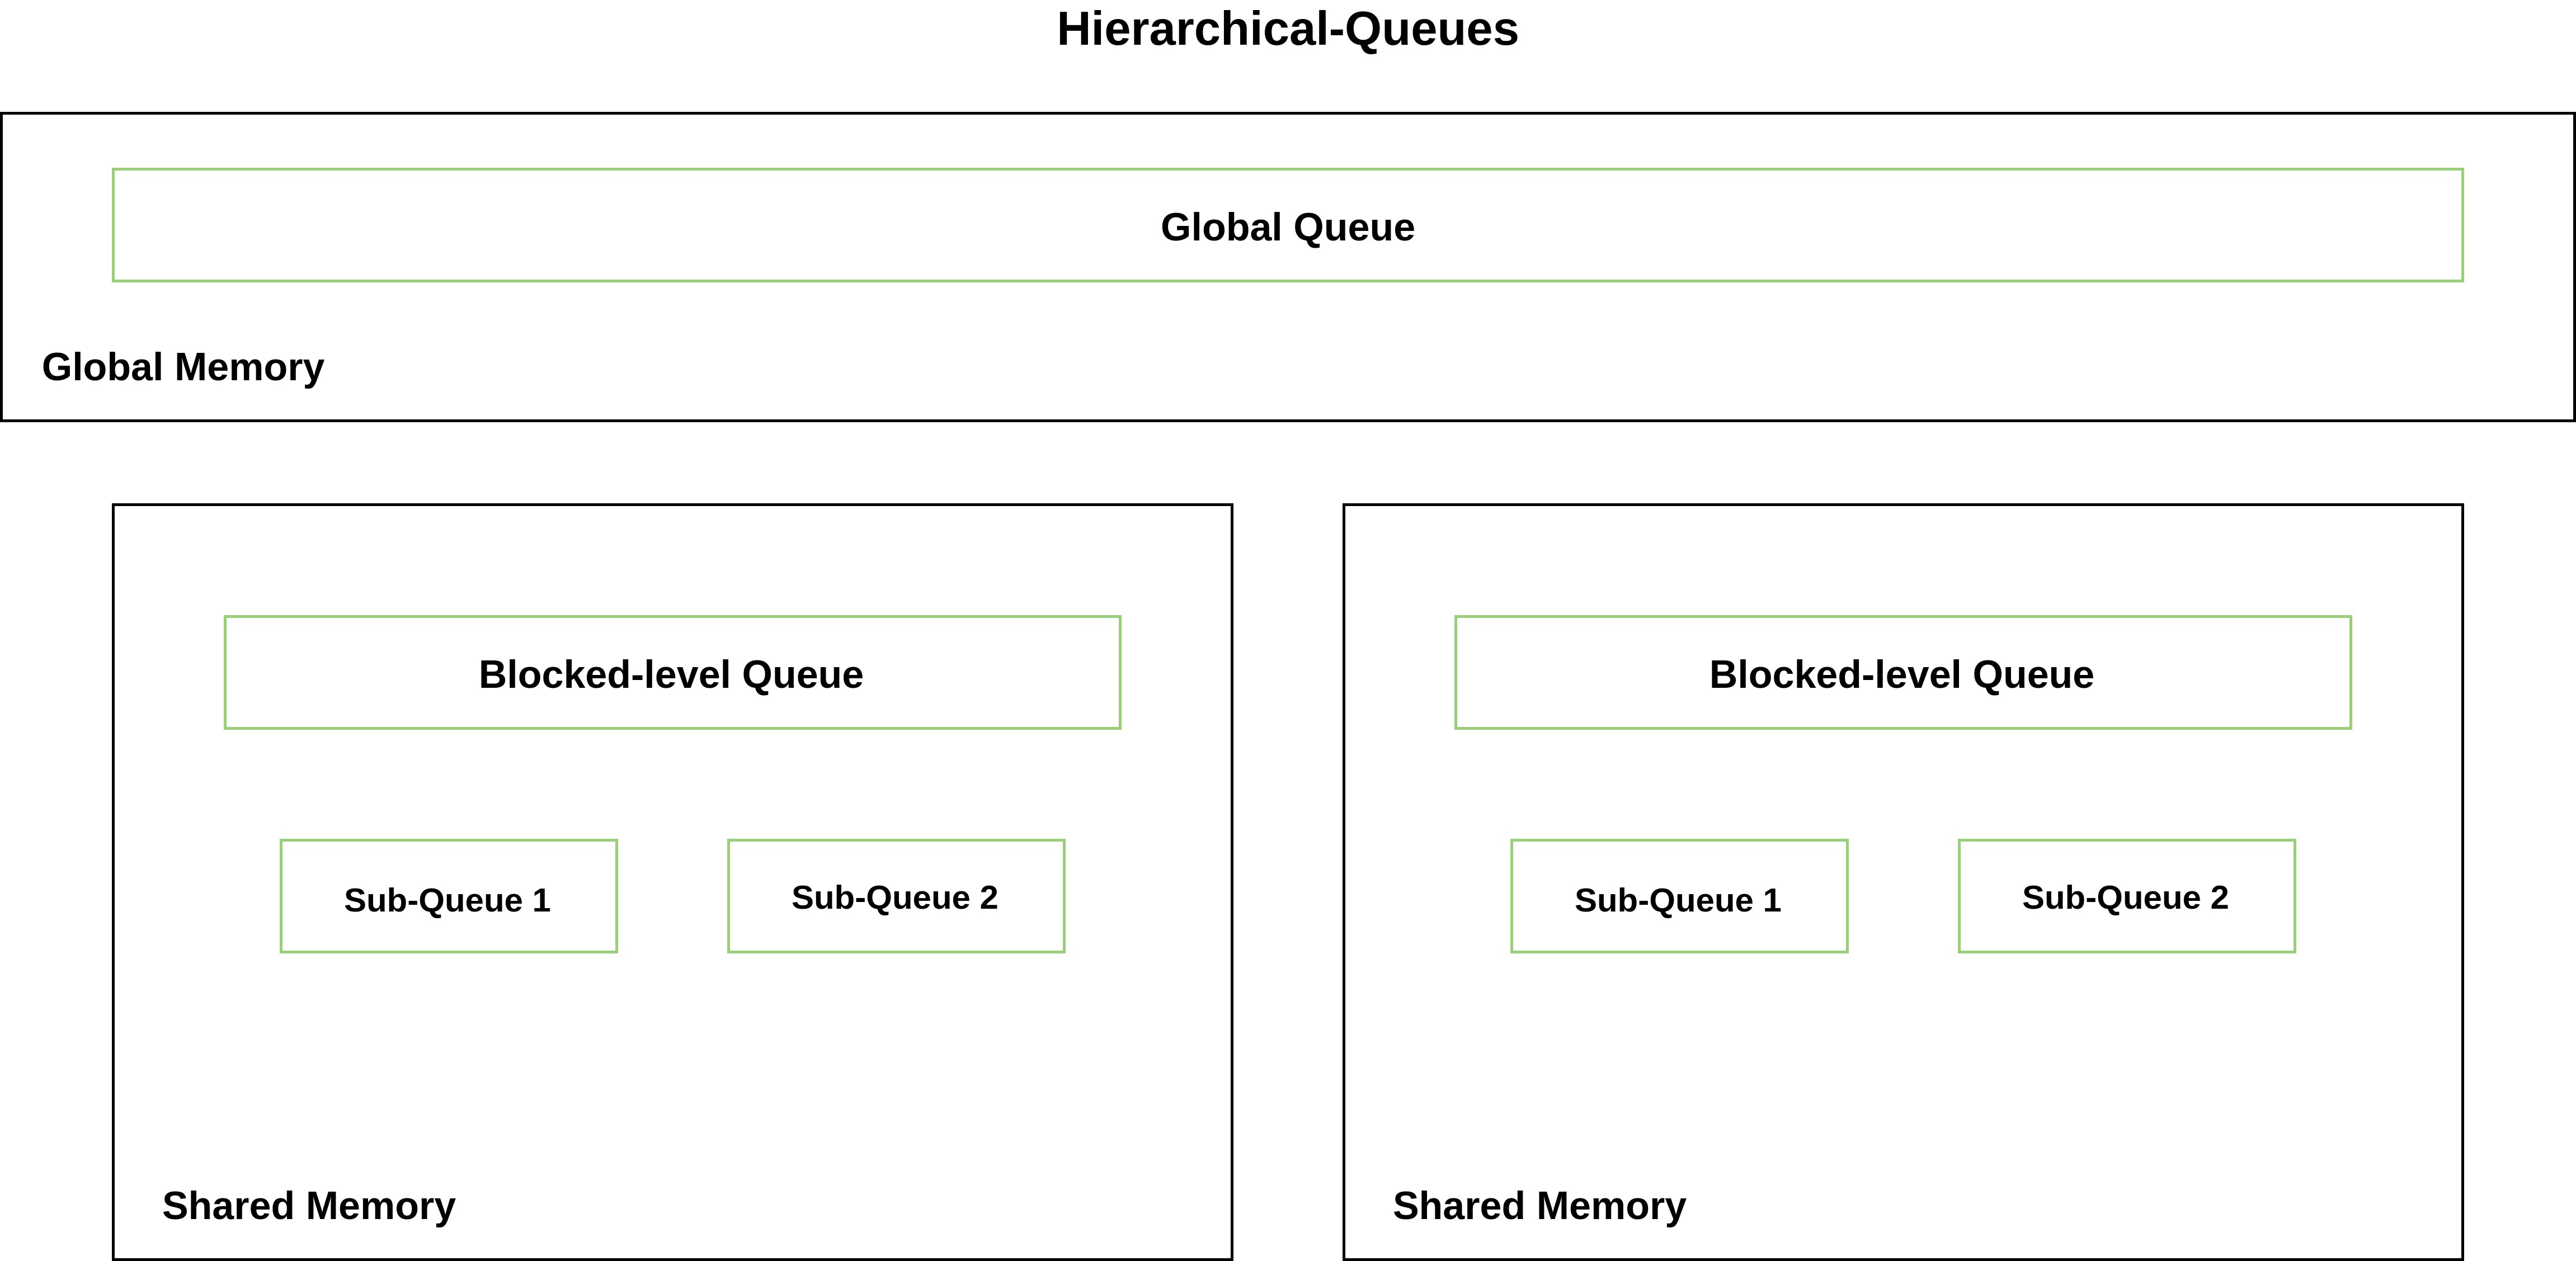 Hierarchical-Queues
Global Queue
Global Memory
Blocked-level Queue
Sub-Queue 1
Sub-Queue 2
Shared Memory
Blocked-level Queue
Sub-Queue 1
Sub-Queue 2
Shared Memory